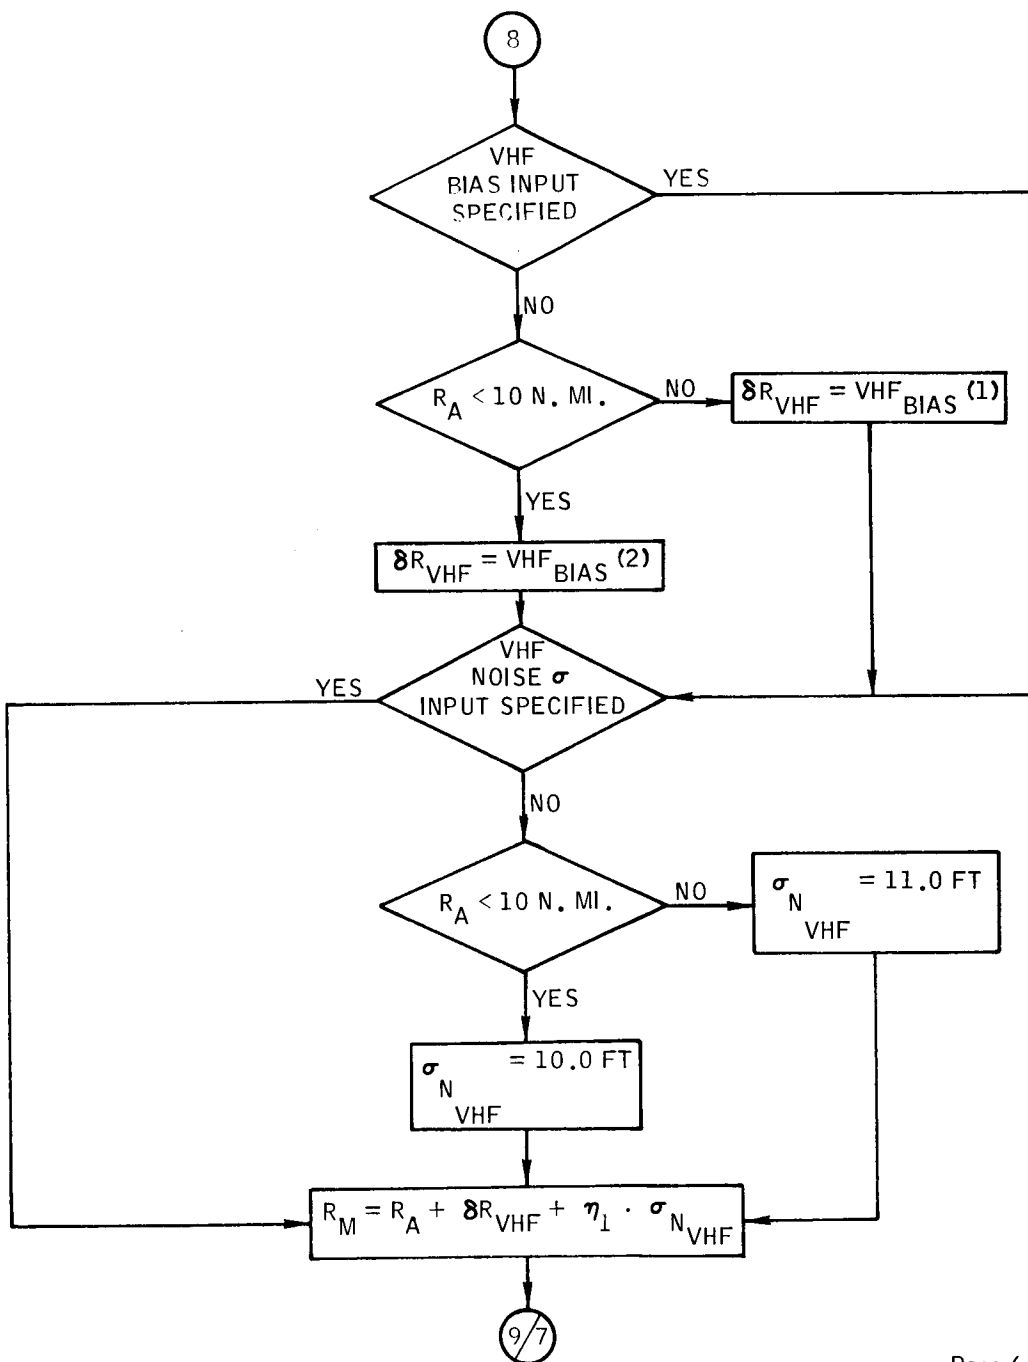 8
VHF
BIAS INPUT
SPECIFIED
YES
NO
R_A < 10 N. MI.
NO
δR_VHF = VHF_BIAS (1)
YES
δR_VHF = VHF_BIAS (2)
VHF
NOISE σ
INPUT SPECIFIED
YES
NO
R_A < 10 N. MI.
NO
σ_N_VHF = 11.0 FT
YES
σ_N_VHF = 10.0 FT
R_M = R_A + δR_VHF + η_1 · σ_N_VHF
9/7